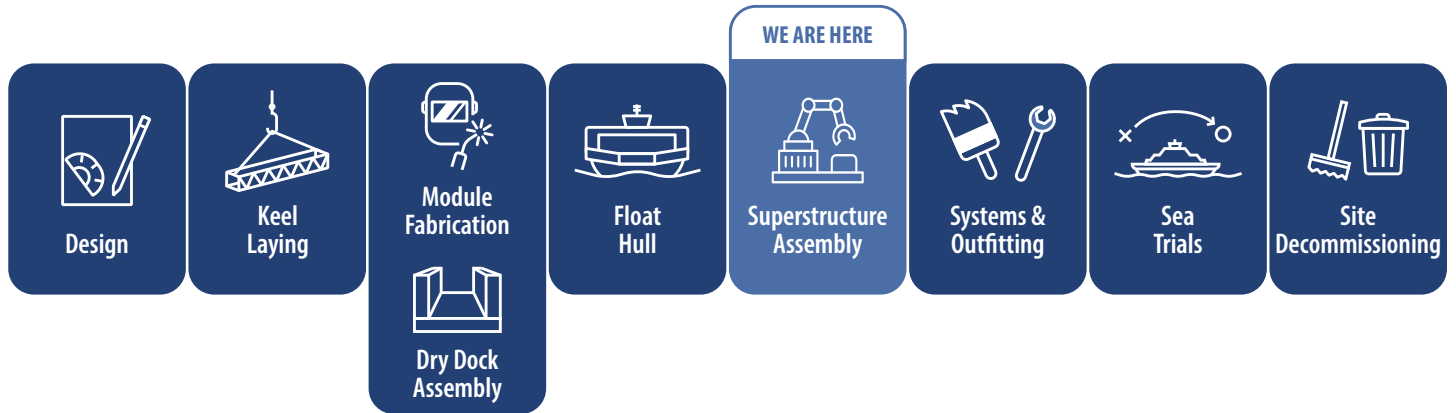 WE ARE HERE
Design
Keel
Laying
Module
Fabrication
Dry Dock
Assembly
Float
Hull
Superstructure
Assembly
Systems &
Outfitting
Sea
Trials
Site
Decommissioning